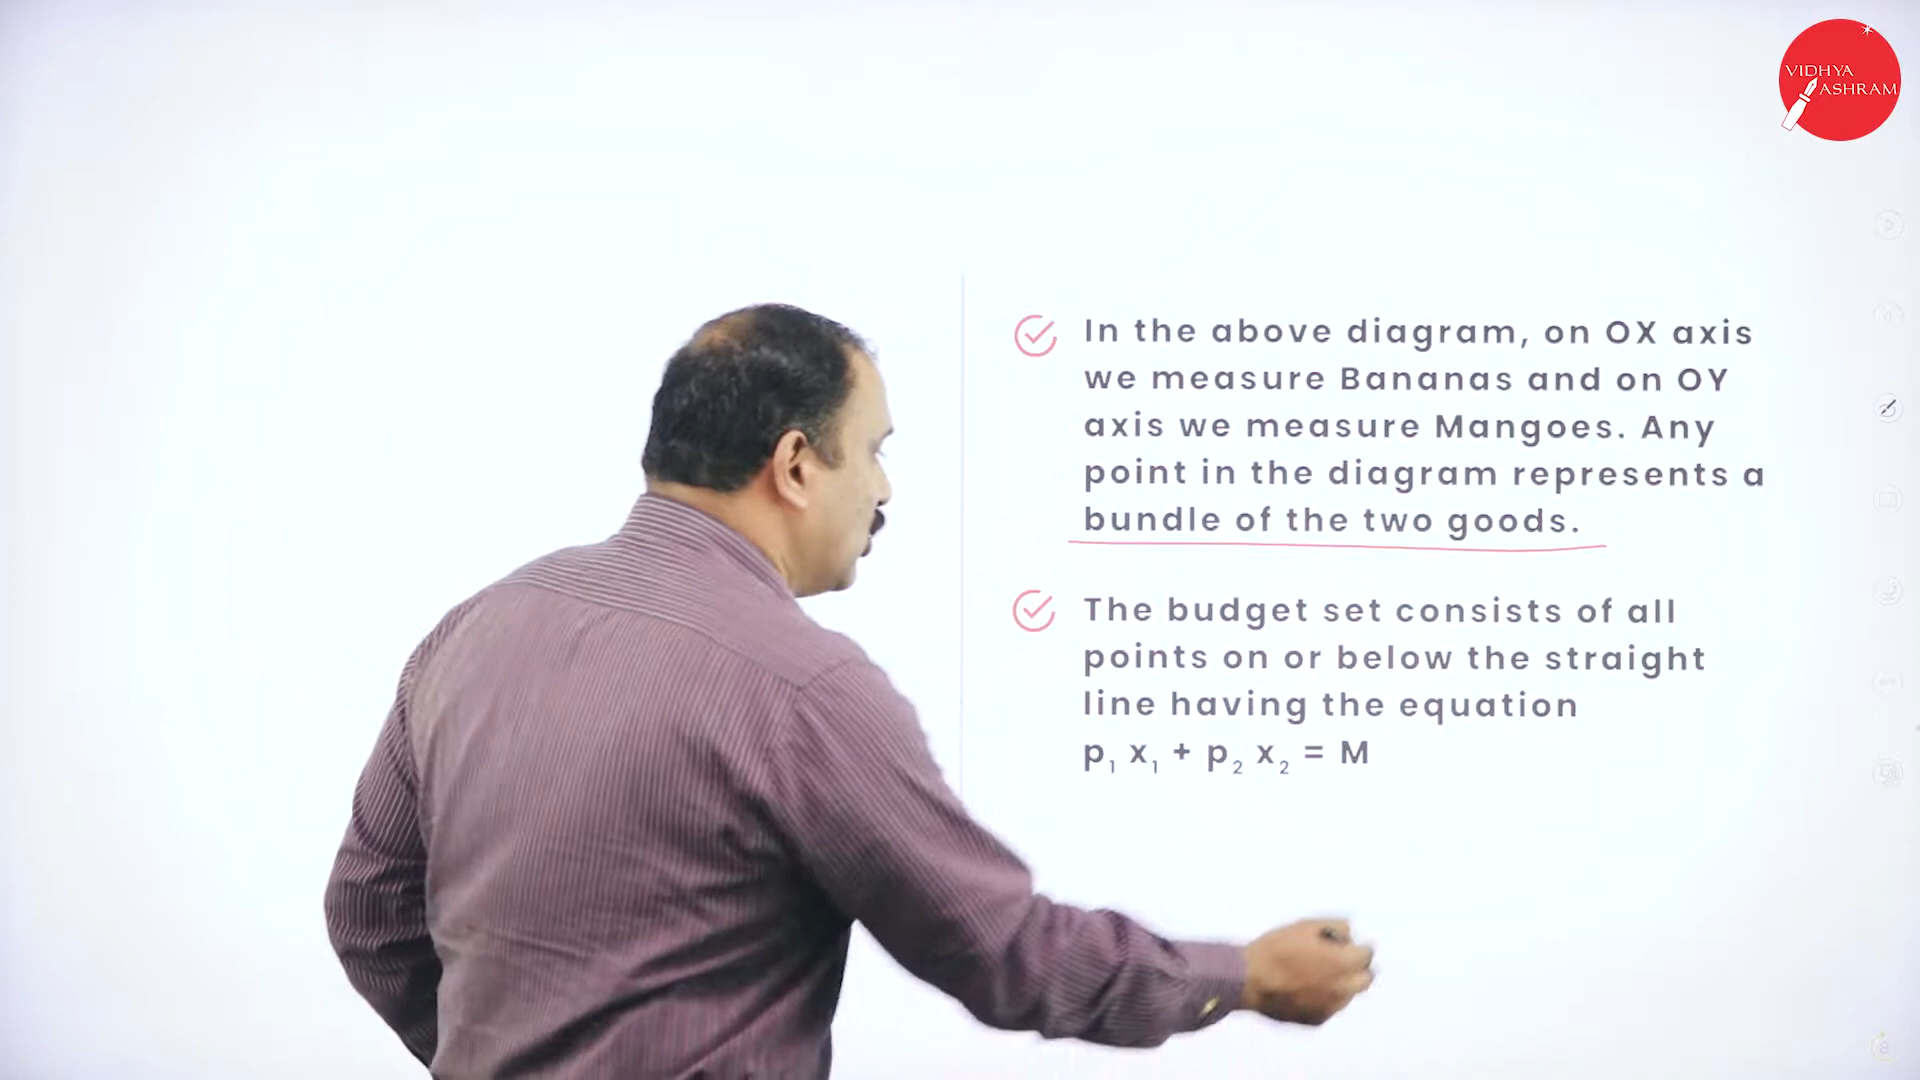 VIDHYA
ASHRAM
In the above diagram, on OX axis
we measure Bananas and on OY
axis we measure Mangoes. Any
point in the diagram represents a
bundle of the two goods.
The budget set consists of all
points on or below the straight
line having the equation
p₁ x₁ + p₂ x₂ = M